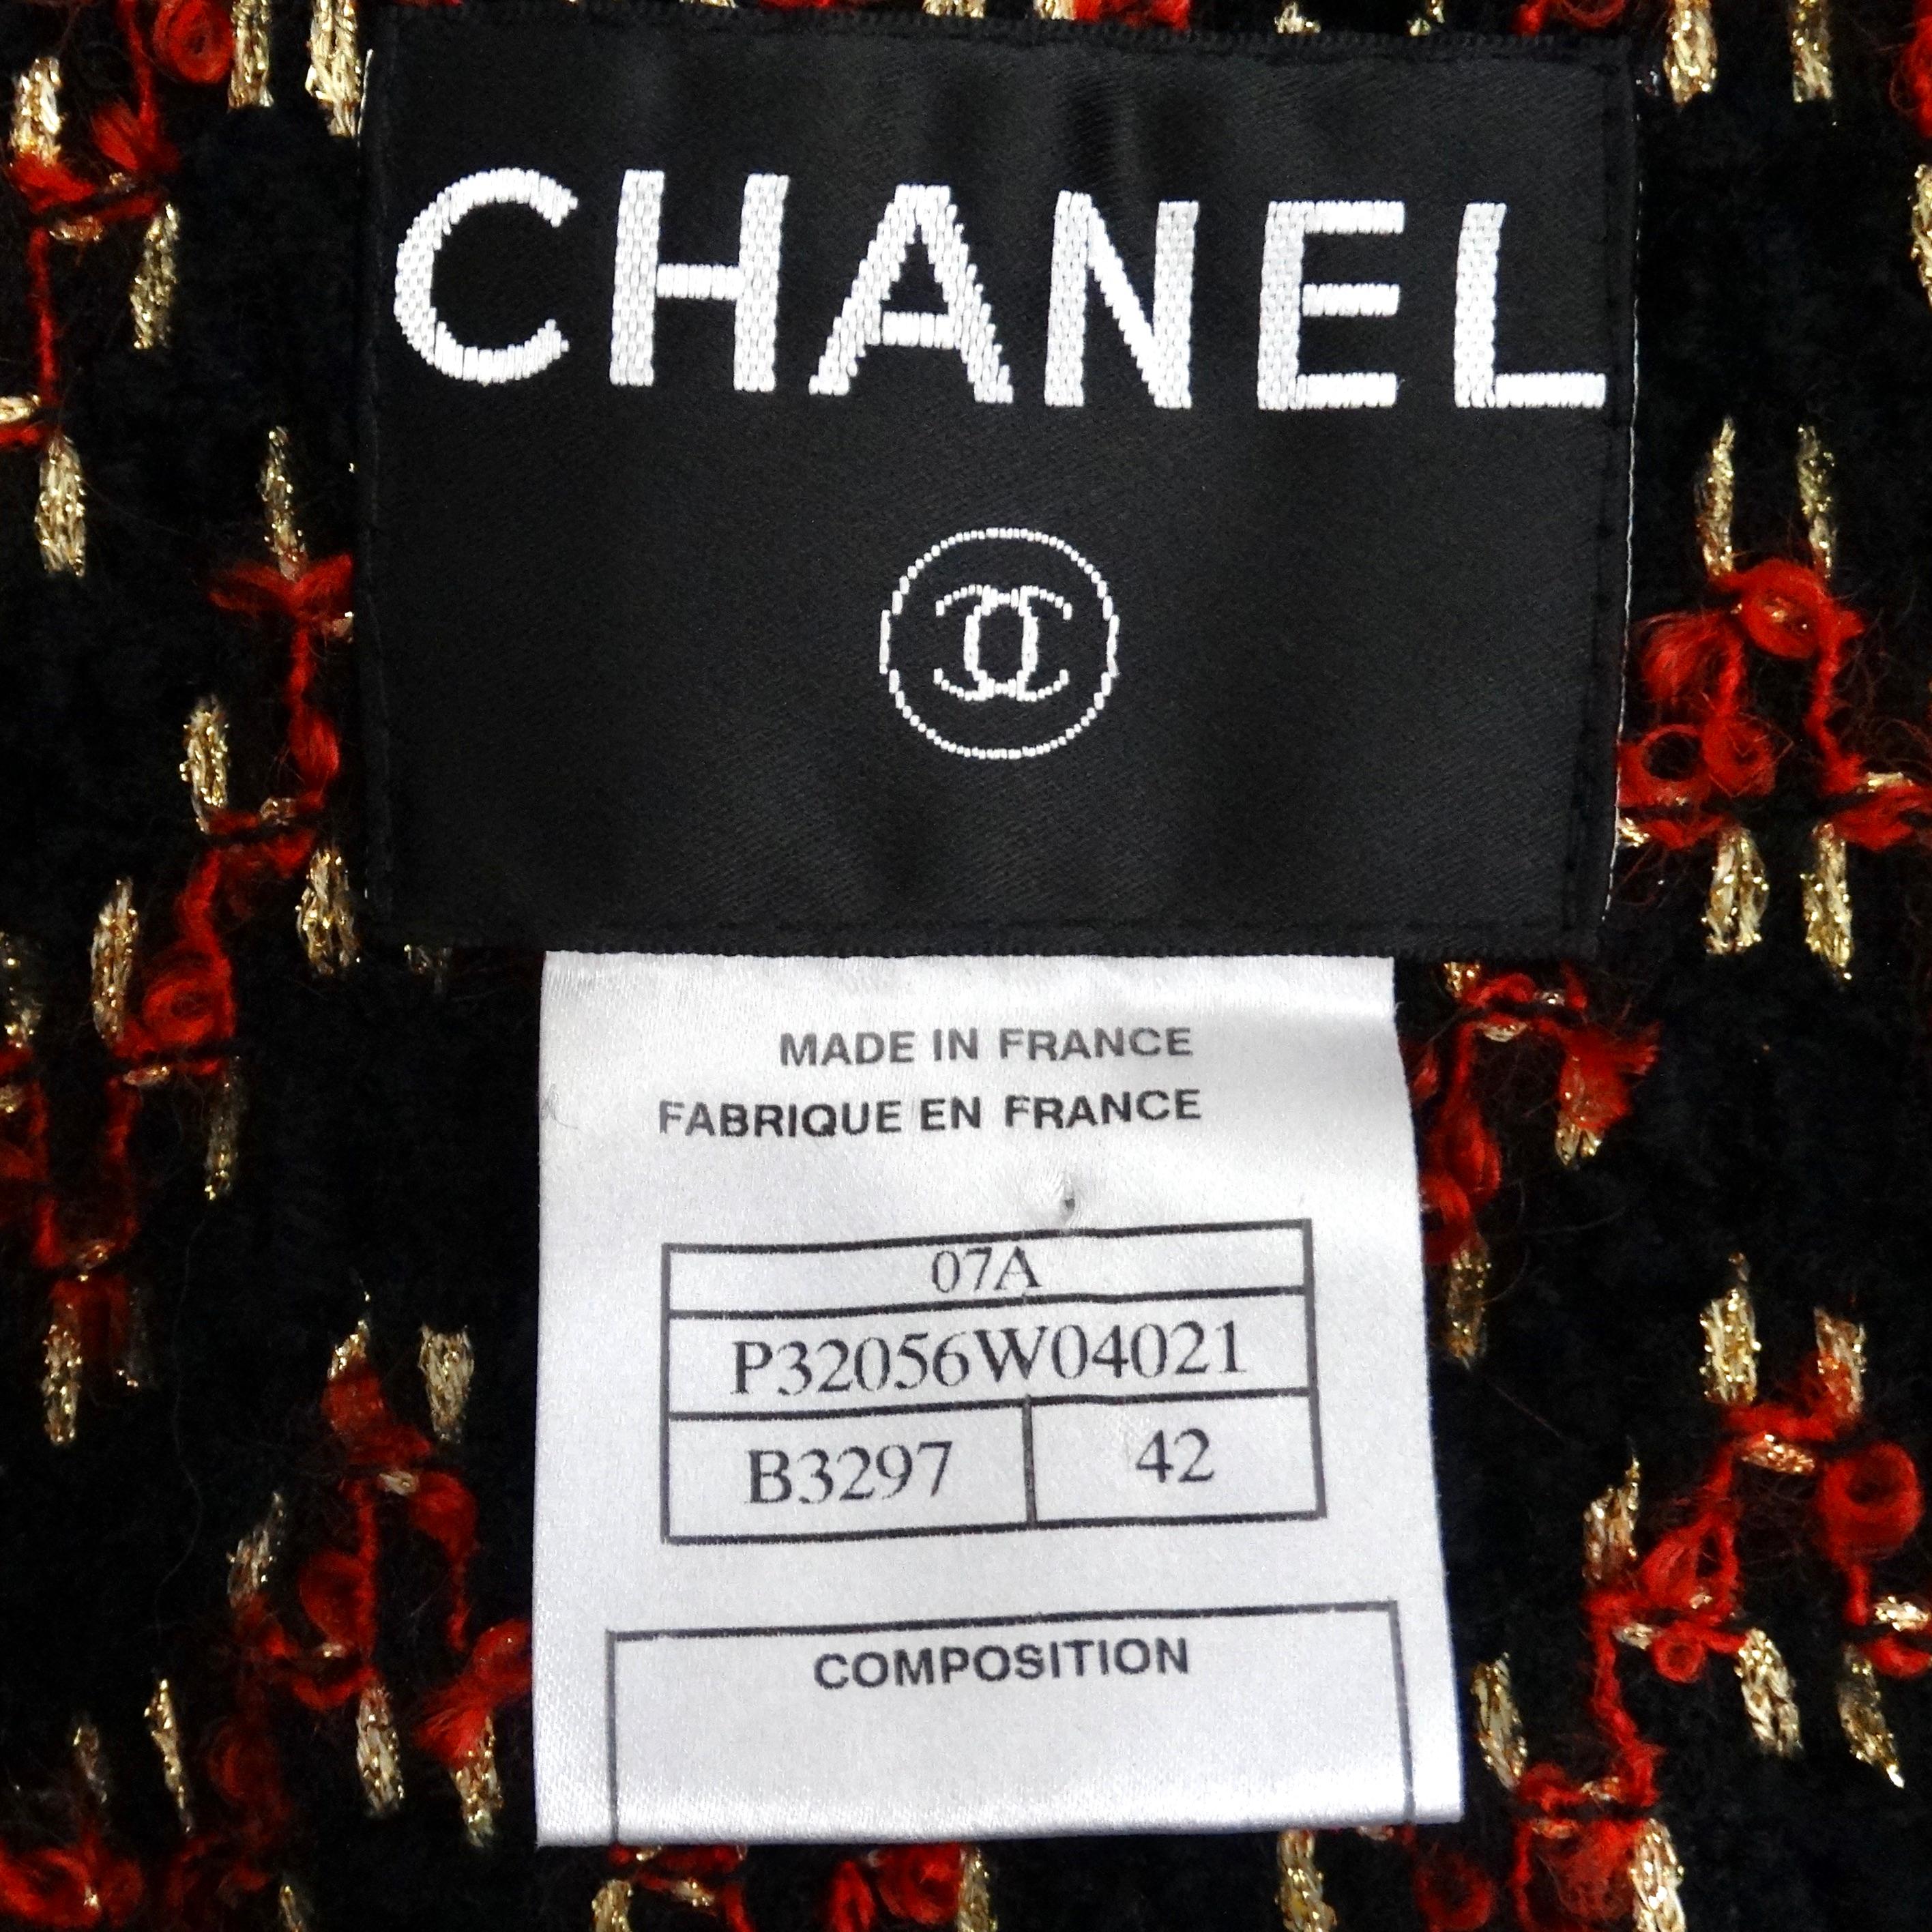 CHANEL
MADE IN FRANCE
FABRIQUE EN FRANCE
07A
P32056W04021
B3297 42
COMPOSITION